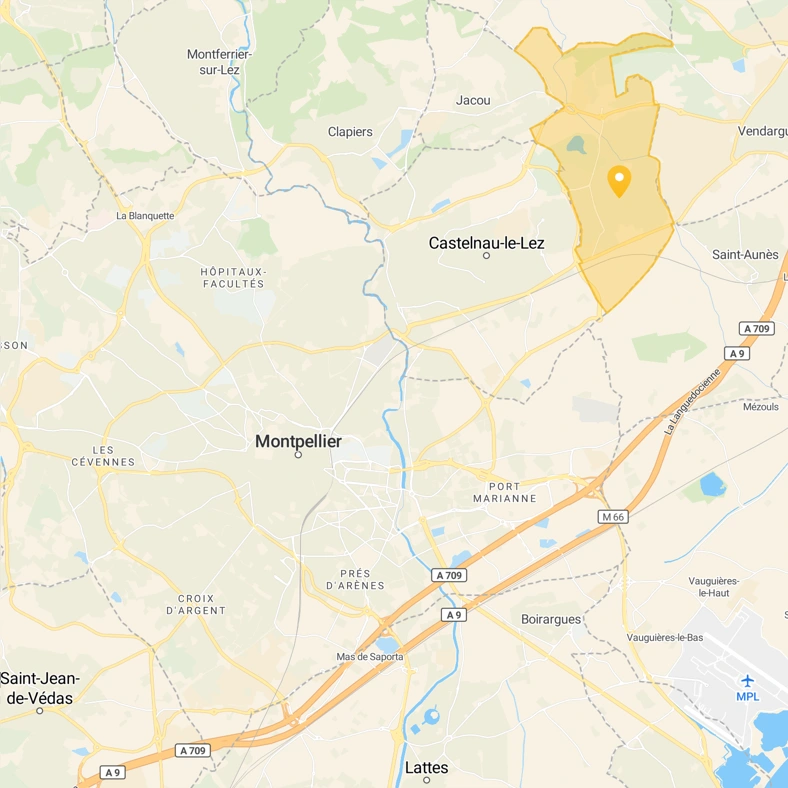 Montferrier-
sur-Lez
Jacou
Clapiers
Vendargu
La Blanquette
Castelnau-le-Lez
Saint-Aunès
HÔPITAUX-
FACULTÉS
L
A 709
SSON
A 9
La Languedocienne
Mézouls
Montpellier
LES
CÉVENNES
PORT
MARIANNE
M 66
PRÉS
D'ARÈNES
A 709
Vauguières-
le-Haut
CROIX
D'ARGENT
A 9
Boirargues
S
Vauguières-le-Bas
Mas de Saporta
Saint-Jean-
de-Védas
MPL
A 709
A 9
Lattes